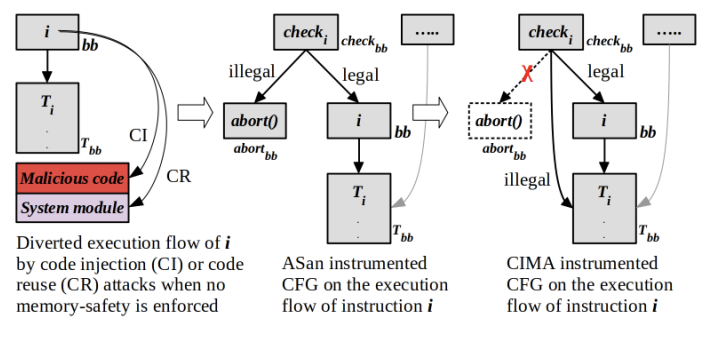 i
bb
T_i
.
.
T_bb
CI
CR
Malicious code
System module
Diverted execution flow of i
by code injection (CI) or code
reuse (CR) attacks when no
memory-safety is enforced
check_i
check_bb
.....
illegal
legal
abort()
abort_bb
i
bb
T_i
.
.
T_bb
ASan instrumented
CFG on the execution
flow of instruction i
check_i
check_bb
.....
X
legal
abort()
abort_bb
i
bb
illegal
T_i
.
.
T_bb
CIMA instrumented
CFG on the execution
flow of instruction i